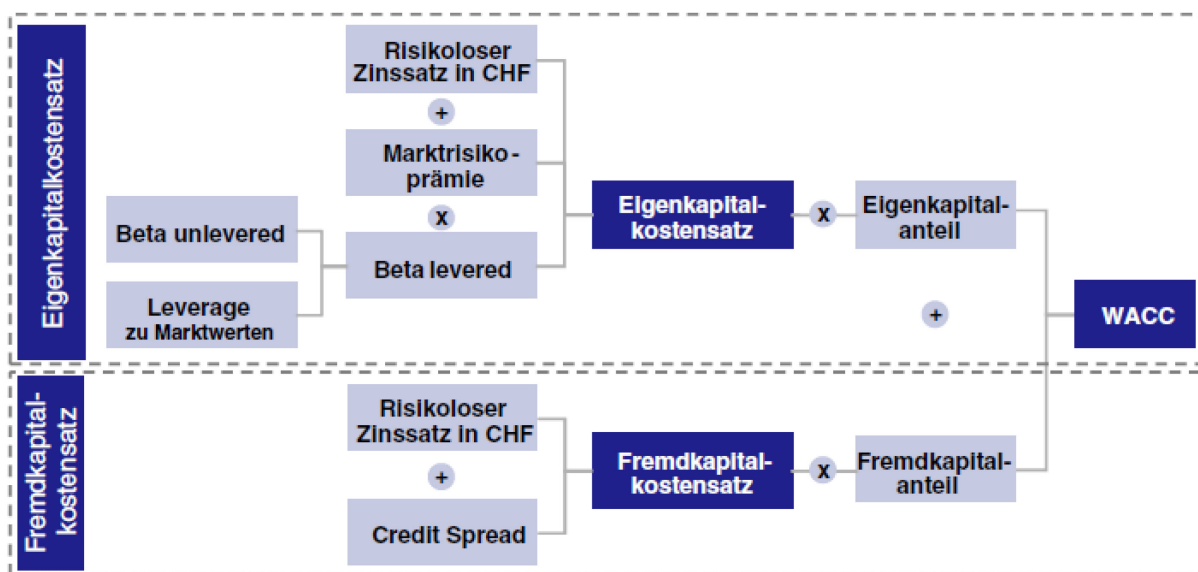 Eigenkapitalkostensatz
Risikoloser
Zinssatz in CHF
+
Marktrisiko-
prämie
x
Beta unlevered
Beta levered
Leverage
zu Marktwerten
Eigenkapital-
kostensatz
x
Eigenkapital-
anteil
+
WACC
Fremdkapital-
kostensatz
Risikoloser
Zinssatz in CHF
+
Credit Spread
Fremdkapital-
kostensatz
x
Fremdkapital-
anteil